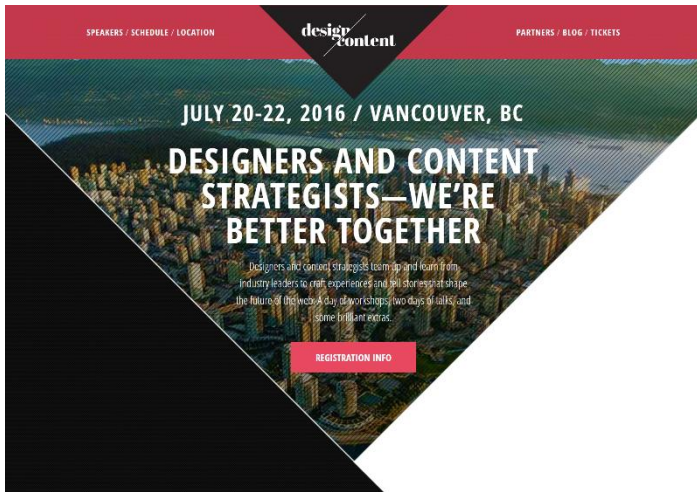 SPEAKERS / SCHEDULE / LOCATION
design
content
PARTNERS / BLOG / TICKETS
JULY 20-22, 2016 / VANCOUVER, BC
DESIGNERS AND CONTENT
STRATEGISTS—WE'RE
BETTER TOGETHER
Designers and content strategists team up and learn from
industry leaders to craft experiences and tell stories that shape
the future of the web. A day of workshops, two days of talks, and
some brilliant extras.
REGISTRATION INFO